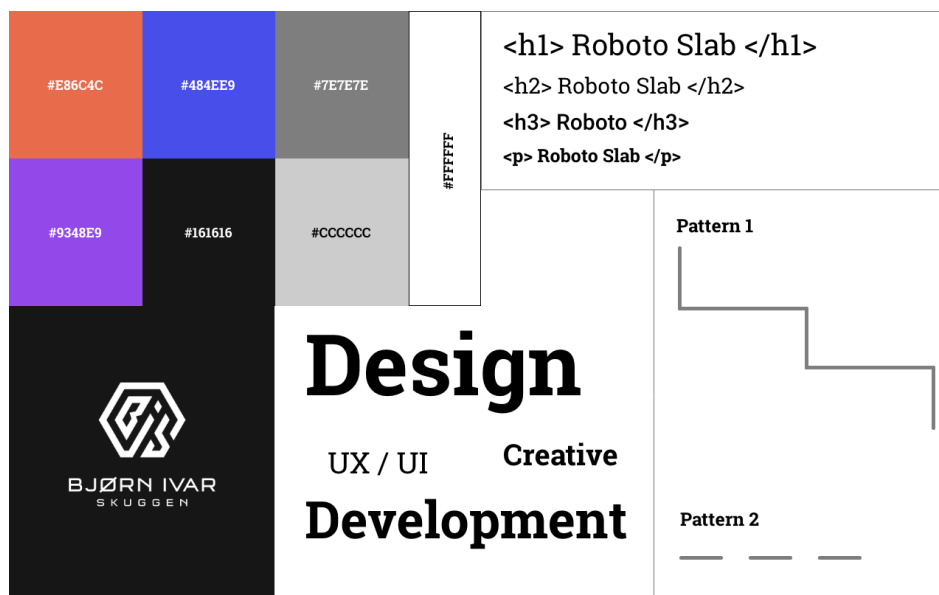 #E86C4C
#484EE9
#7E7E7E
#FFFFFF
#9348E9
#161616
#CCCCCC
<h1> Roboto Slab </h1>
<h2> Roboto Slab </h2>
<h3> Roboto </h3>
<p> Roboto Slab </p>
BIS
BJØRN IVAR
SKUGGEN
Design
UX / UI
Creative
Development
Pattern 1
Pattern 2